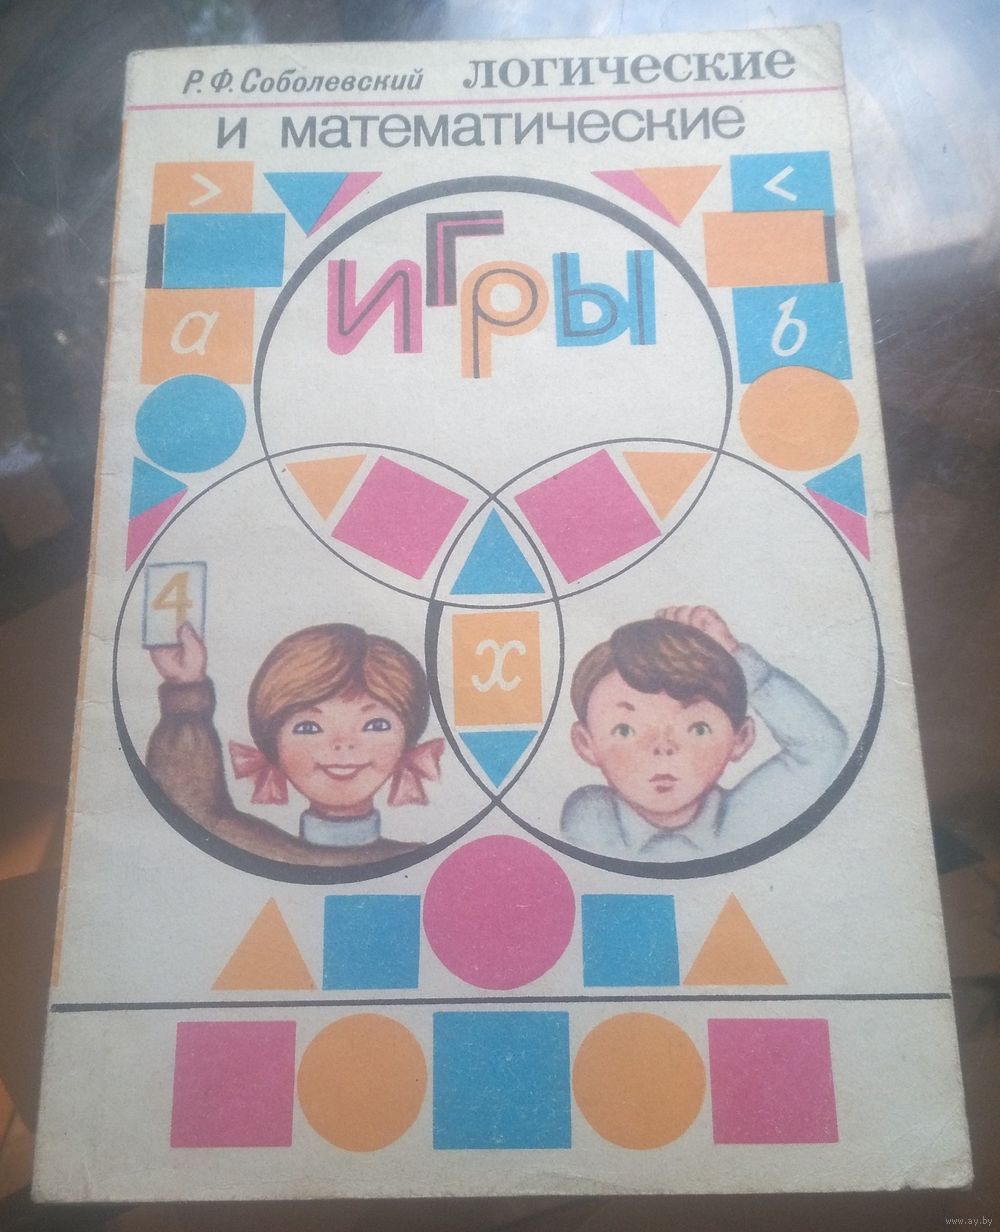 Р. Ф. Соболевский ЛОГИЧЕСКИЕ
И МАТЕМАТИЧЕСКИЕ
> <
ИГРЫ
a b
4
x
www.ay.by